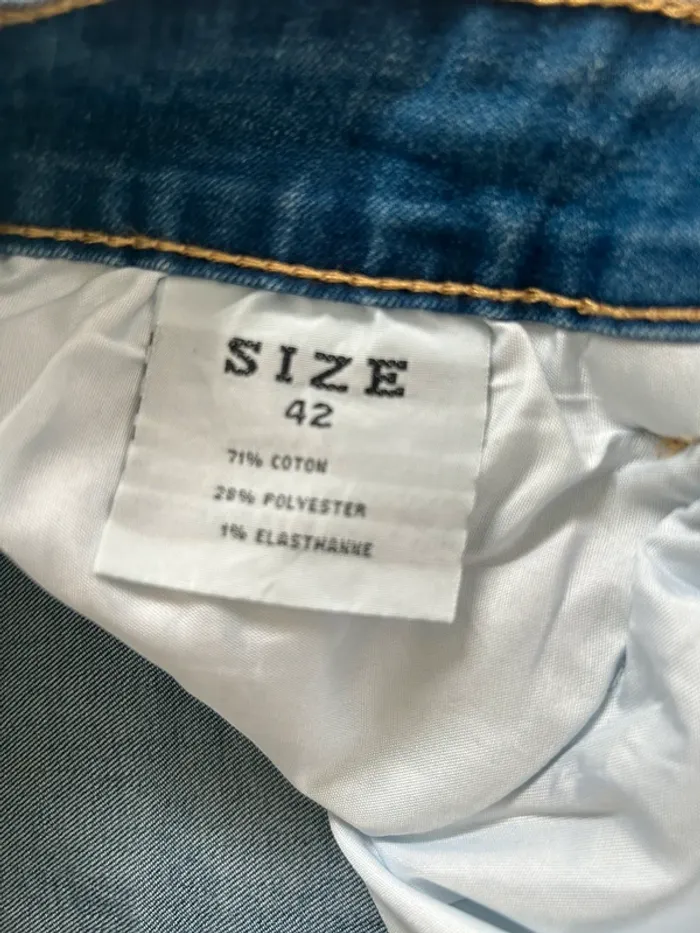 SIZE
42
71% COTON
28% POLYESTER
1% ELASTHANNE